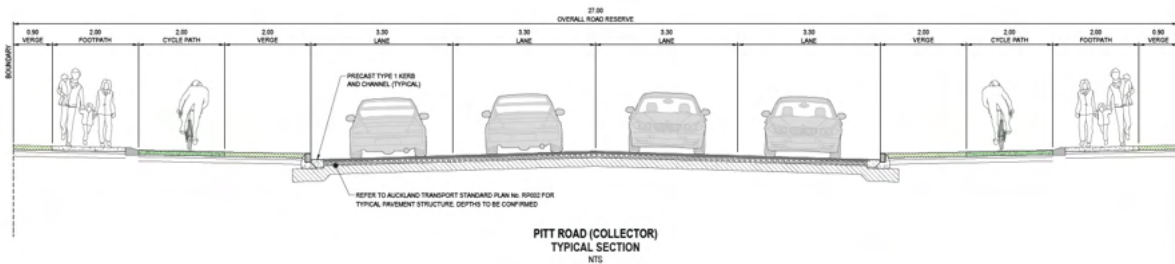 27.00
OVERALL ROAD RESERVE
0.90 2.00 2.00 2.00 3.30 3.30 3.30 3.30 2.00 2.00 2.00 0.90
VERGE FOOTPATH CYCLE PATH VERGE LANE LANE LANE LANE VERGE CYCLE PATH FOOTPATH VERGE
BOUNDARY
PRECAST TYPE 1 KERB
AND CHANNEL (TYPICAL)
REFER TO AUCKLAND TRANSPORT STANDARD PLAN No. RP002 FOR
TYPICAL PAVEMENT STRUCTURE. DEPTHS TO BE CONFIRMED
PITT ROAD (COLLECTOR)
TYPICAL SECTION
NTS